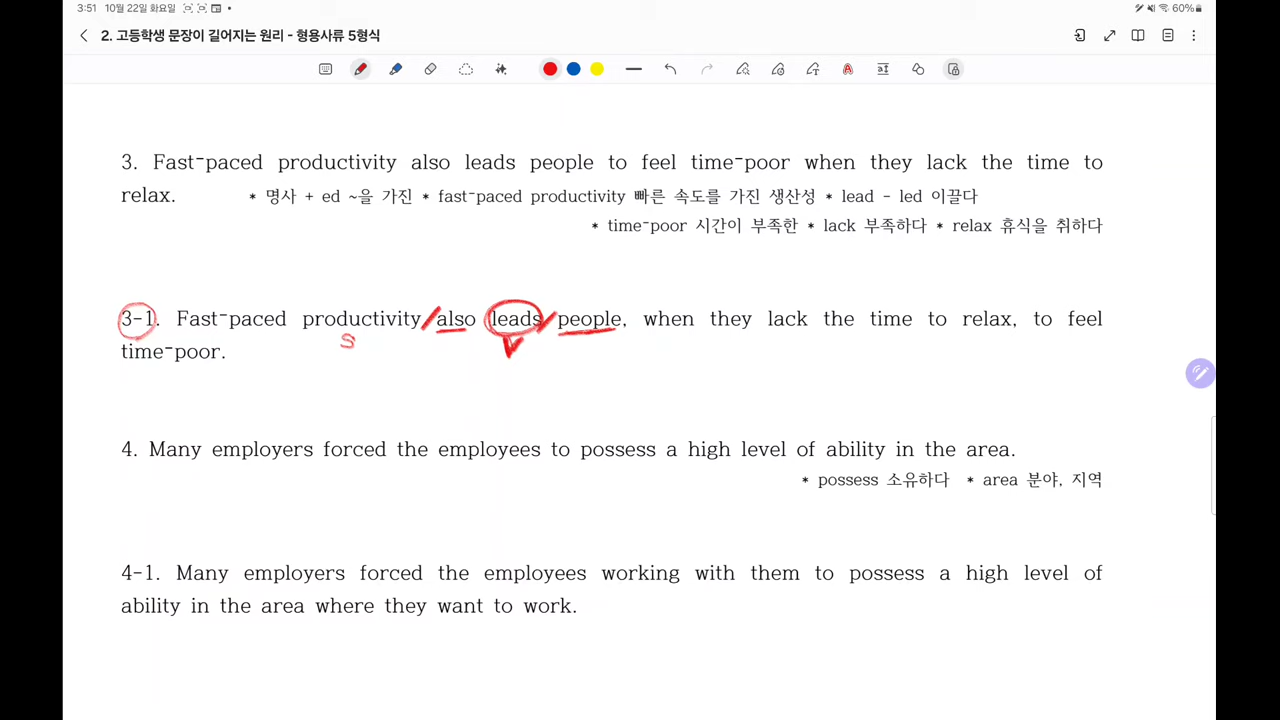 3:51 10월 22일 화요일 60%
2. 고등학생 문장이 길어지는 원리 - 형용사류 5형식
3. Fast-paced productivity also leads people to feel time-poor when they lack the time to
relax. * 명사 + ed ~을 가진 * fast-paced productivity 빠른 속도를 가진 생산성 * lead - led 이끌다
* time-poor 시간이 부족한 * lack 부족하다 * relax 휴식을 취하다
3-1. Fast-paced productivity / also leads / people, when they lack the time to relax, to feel
S V
time-poor.
4. Many employers forced the employees to possess a high level of ability in the area.
* possess 소유하다 * area 분야, 지역
4-1. Many employers forced the employees working with them to possess a high level of
ability in the area where they want to work.